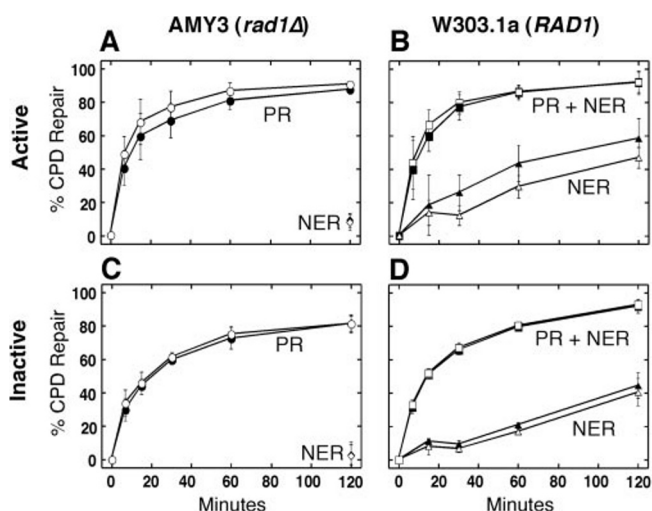 AMY3 (rad1Δ)
W303.1a (RAD1)
A
B
Active
% CPD Repair
100
80
60
40
20
0
PR
NER
PR + NER
NER
C
D
Inactive
% CPD Repair
100
80
60
40
20
0
PR
NER
PR + NER
NER
0 20 40 60 80 100 120
0 20 40 60 80 100 120
Minutes
Minutes